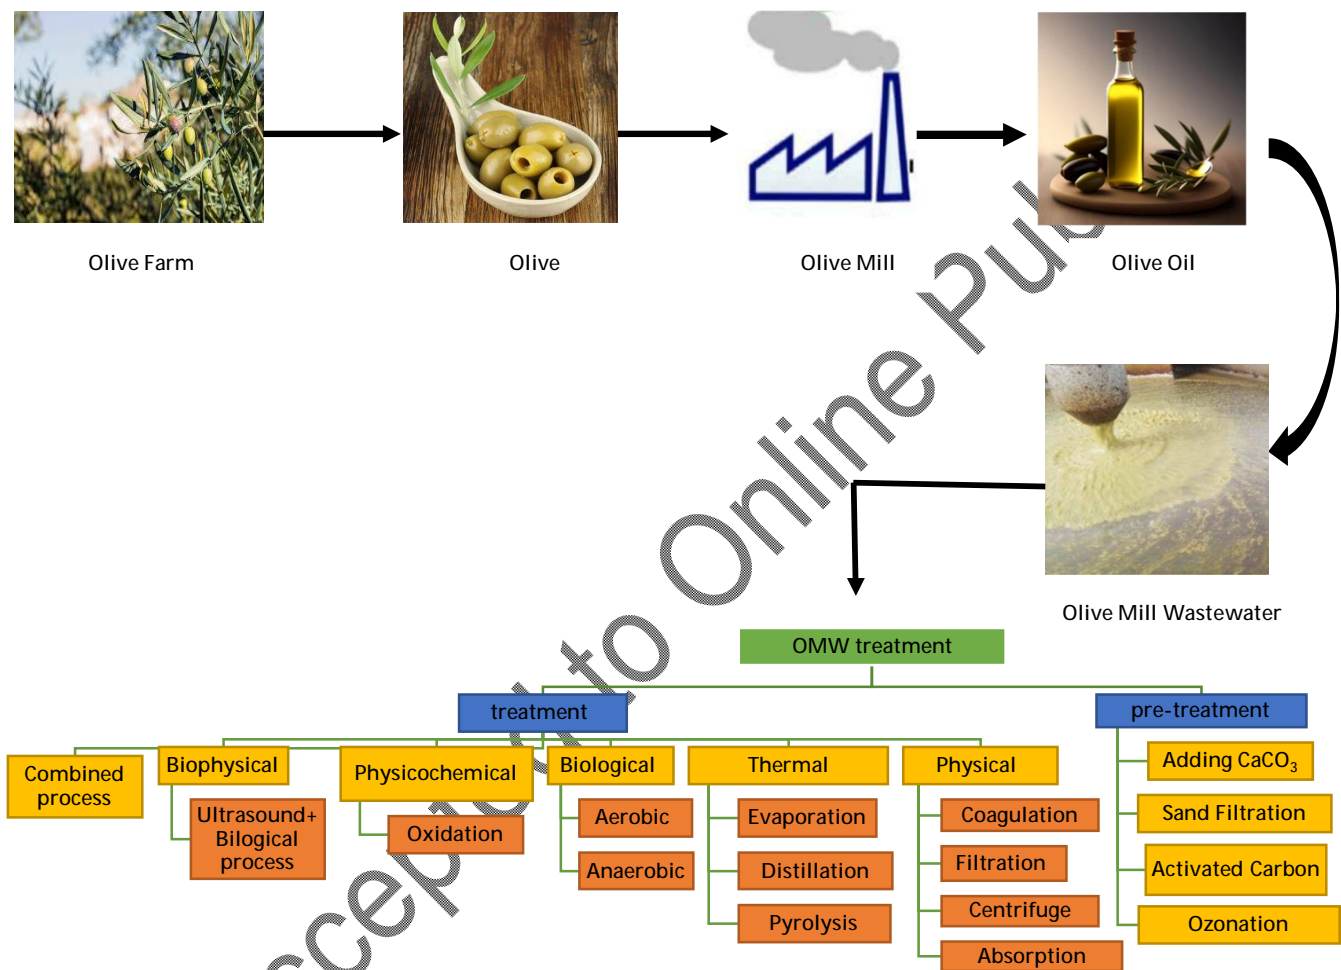 Olive Farm
Olive
Olive Mill
Olive Oil
Olive Mill Wastewater
OMW treatment
treatment
pre-treatment
Combined
process
Biophysical
Ultrasound+
Bilogical
process
Physicochemical
Oxidation
Biological
Aerobic
Anaerobic
Thermal
Evaporation
Distillation
Pyrolysis
Physical
Coagulation
Filtration
Centrifuge
Absorption
Adding CaCO₃
Sand Filtration
Activated Carbon
Ozonation
to Online